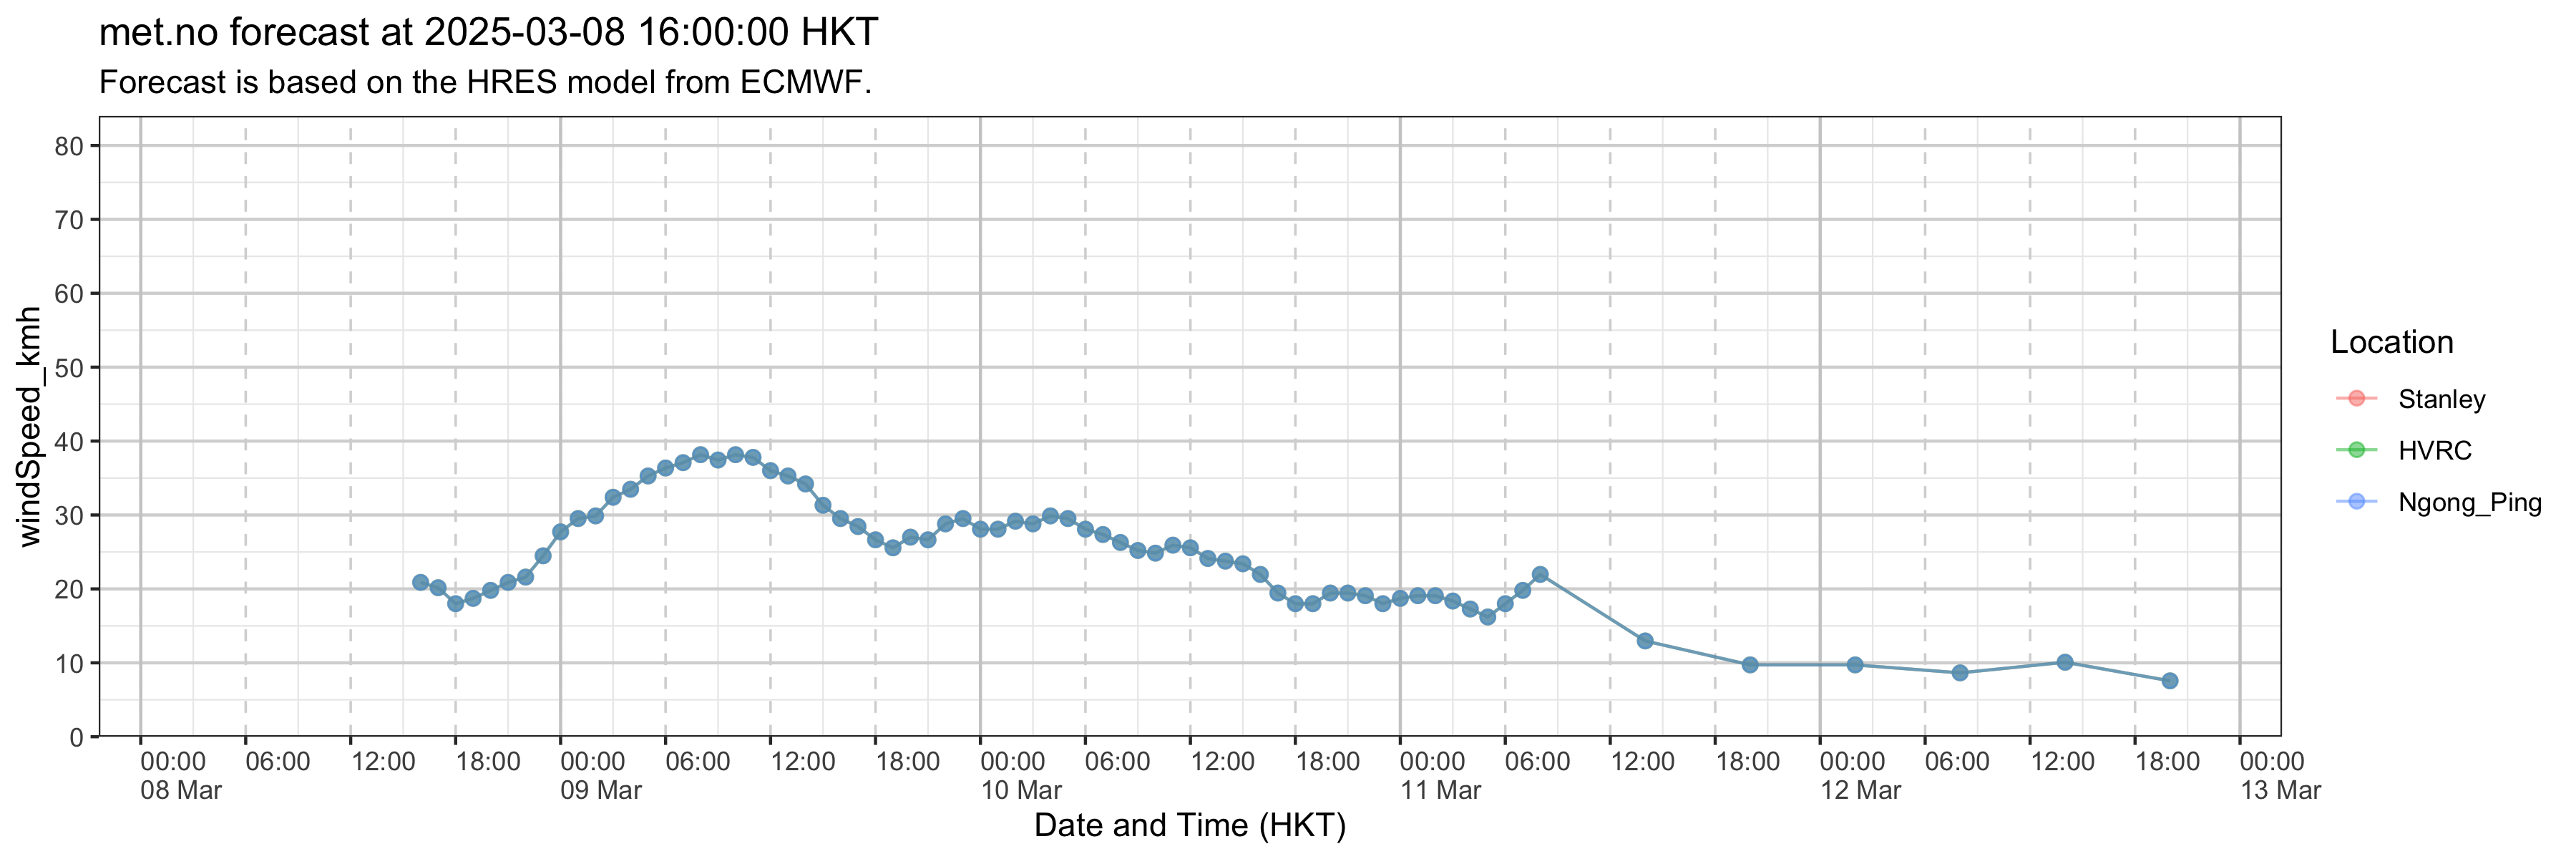 met.no forecast at 2025-03-08 16:00:00 HKT
Forecast is based on the HRES model from ECMWF.
windSpeed_kmh
80
70
60
50
40
30
20
10
0
00:00 06:00 12:00 18:00 00:00 06:00 12:00 18:00 00:00 06:00 12:00 18:00 00:00 06:00 12:00 18:00 00:00 06:00 12:00 18:00 00:00
08 Mar 09 Mar 10 Mar 11 Mar 12 Mar 13 Mar
Date and Time (HKT)
Location
Stanley
HVRC
Ngong_Ping